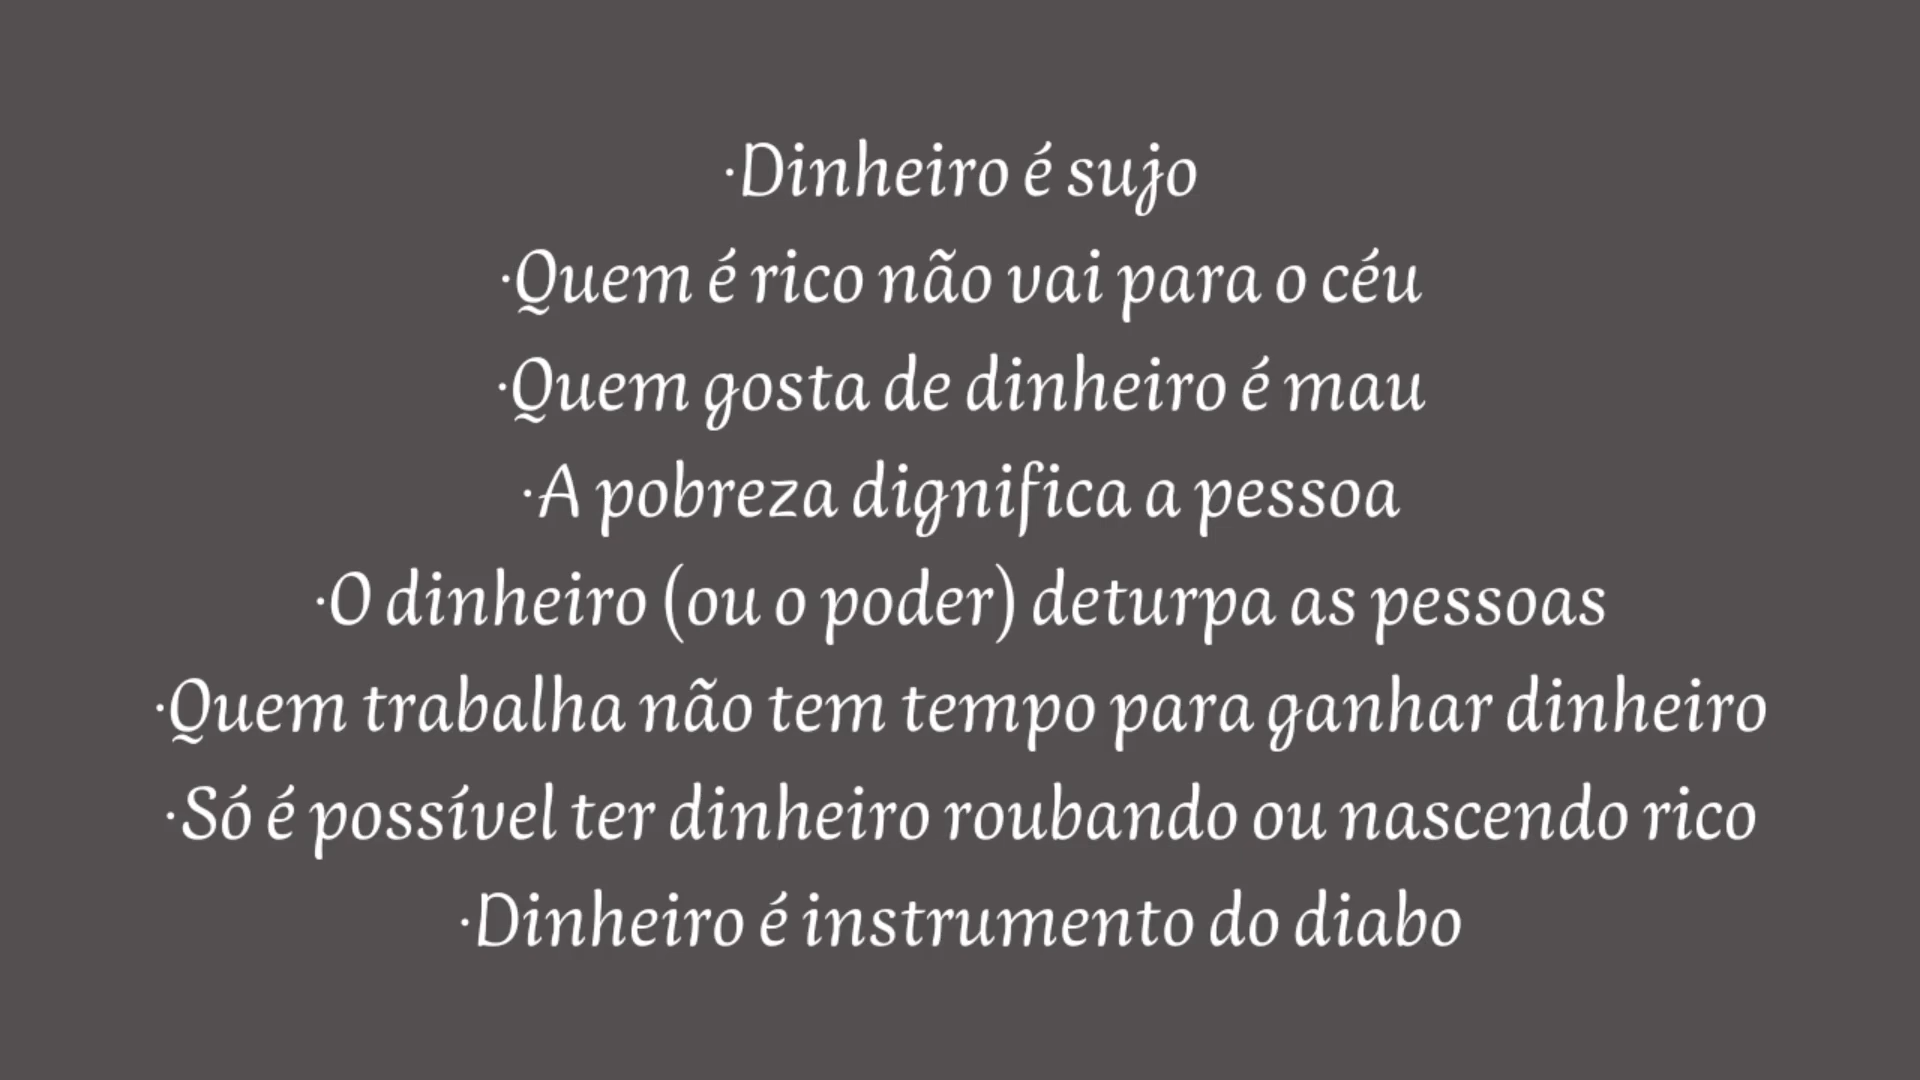 ·Dinheiro é sujo
·Quem é rico não vai para o céu
·Quem gosta de dinheiro é mau
·A pobreza dignifica a pessoa
·O dinheiro (ou o poder) deturpa as pessoas
·Quem trabalha não tem tempo para ganhar dinheiro
·Só é possível ter dinheiro roubando ou nascendo rico
·Dinheiro é instrumento do diabo